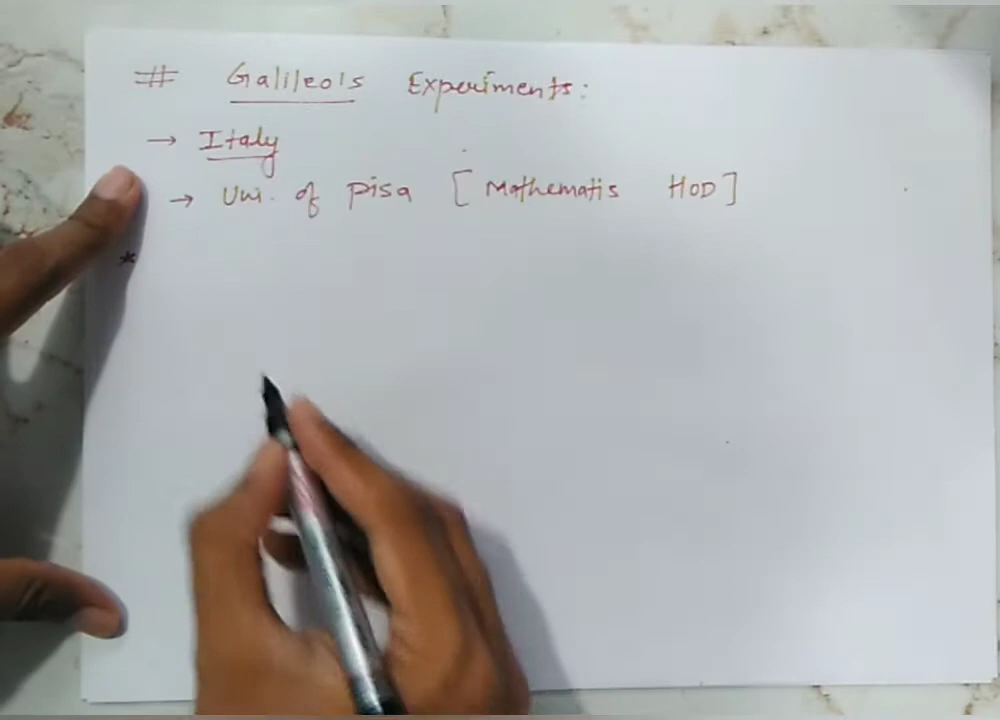 # Galileo's Experiments:
→ Italy
→ Uni. of Pisa [Mathematis HOD]
*